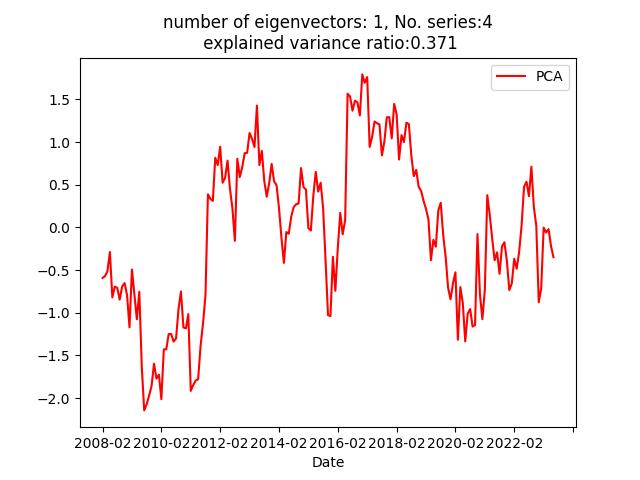 number of eigenvectors: 1, No. series:4
explained variance ratio:0.371
PCA
1.5
1.0
0.5
0.0
−0.5
−1.0
−1.5
−2.0
2008-02 2010-02 2012-02 2014-02 2016-02 2018-02 2020-02 2022-02
Date